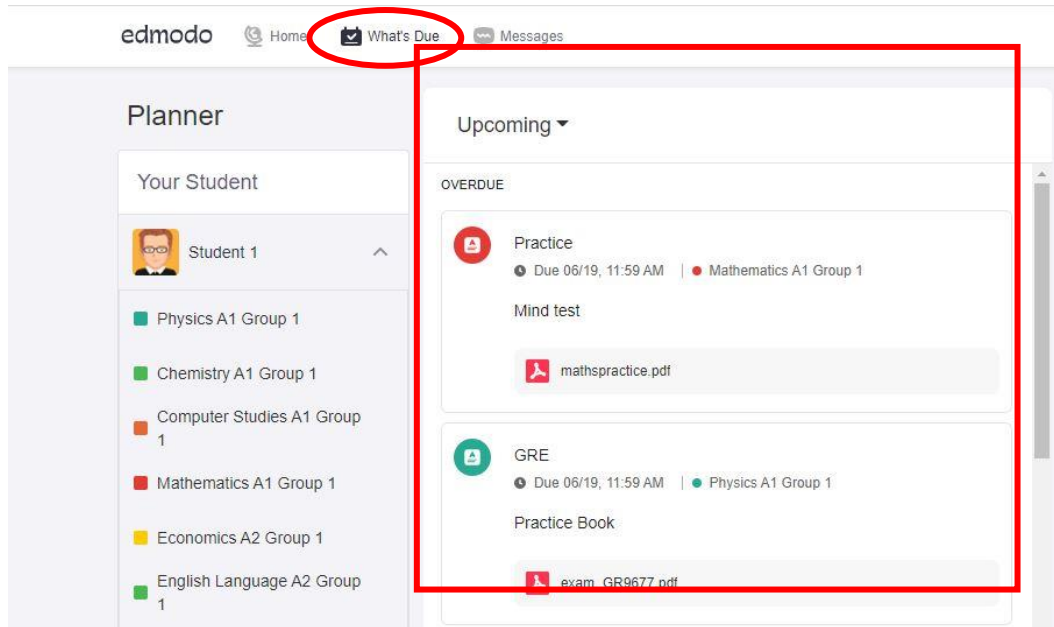 edmodo Home What's Due Messages
Planner
Your Student
Student 1
Physics A1 Group 1
Chemistry A1 Group 1
Computer Studies A1 Group
1
Mathematics A1 Group 1
Economics A2 Group 1
English Language A2 Group
1
Upcoming
OVERDUE
Practice
Due 06/19, 11:59 AM | Mathematics A1 Group 1
Mind test
mathspractice.pdf
GRE
Due 06/19, 11:59 AM | Physics A1 Group 1
Practice Book
exam_GR9677.pdf